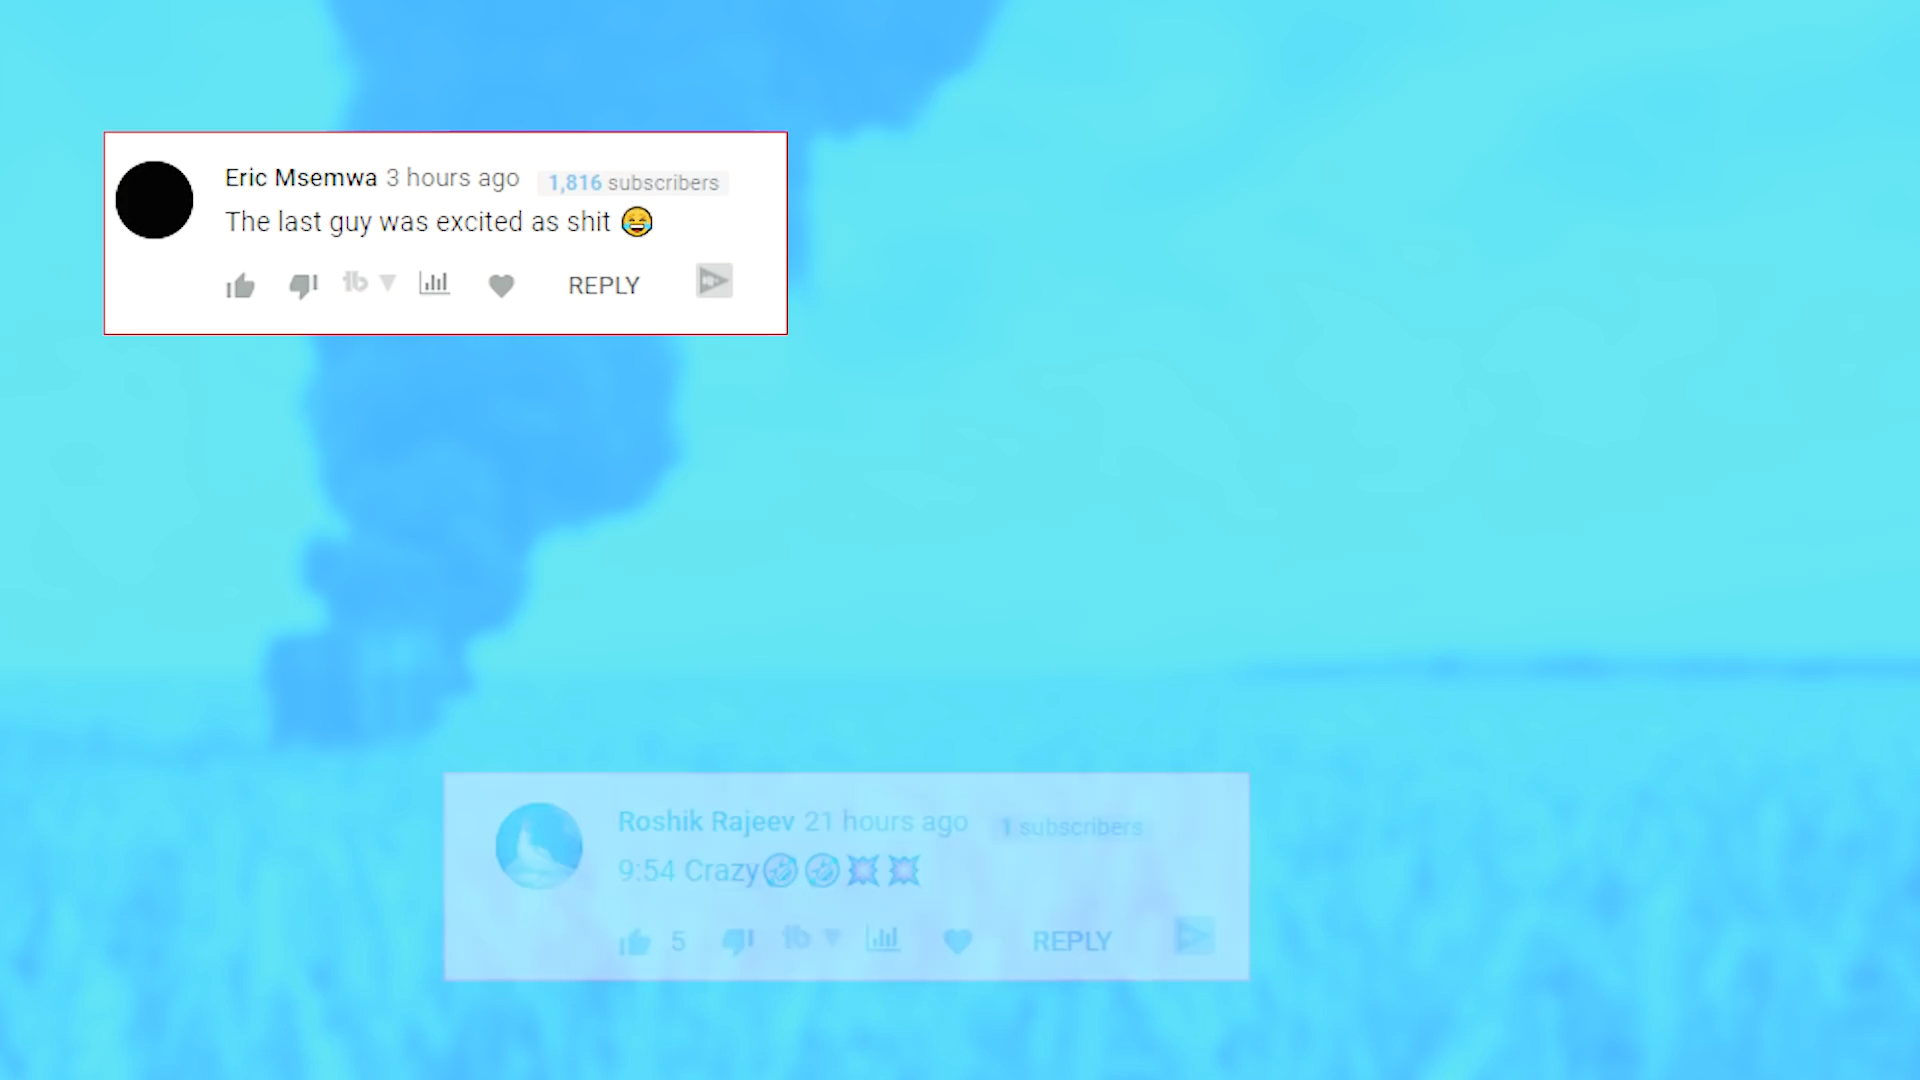 Eric Msemwa 3 hours ago 1,816 subscribers
The last guy was excited as shit 😂
REPLY
Roshik Rajeev 21 hours ago 1 subscribers
9:54 Crazy🤣🤣💥💥
5 REPLY